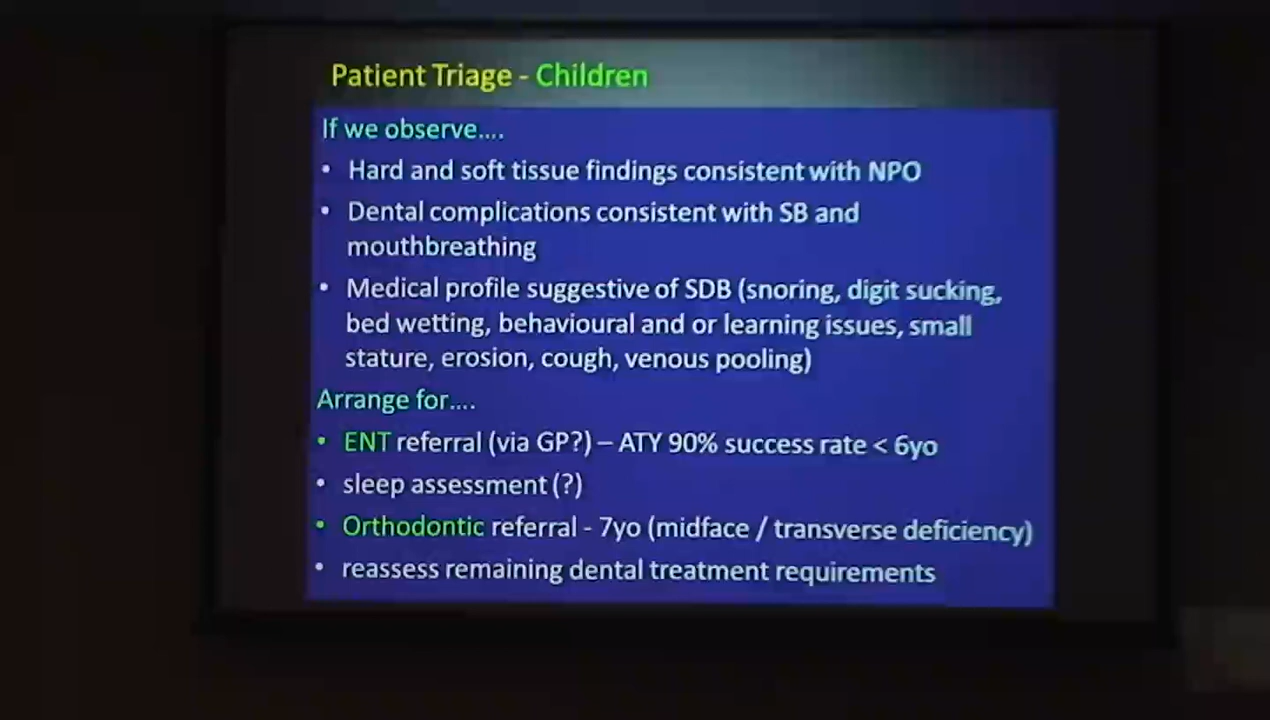 Patient Triage - Children
If we observe....
• Hard and soft tissue findings consistent with NPO
• Dental complications consistent with SB and
mouthbreathing
• Medical profile suggestive of SDB (snoring, digit sucking,
bed wetting, behavioural and or learning issues, small
stature, erosion, cough, venous pooling)
Arrange for....
• ENT referral (via GP?) – ATY 90% success rate < 6yo
• sleep assessment (?)
• Orthodontic referral - 7yo (midface / transverse deficiency)
• reassess remaining dental treatment requirements